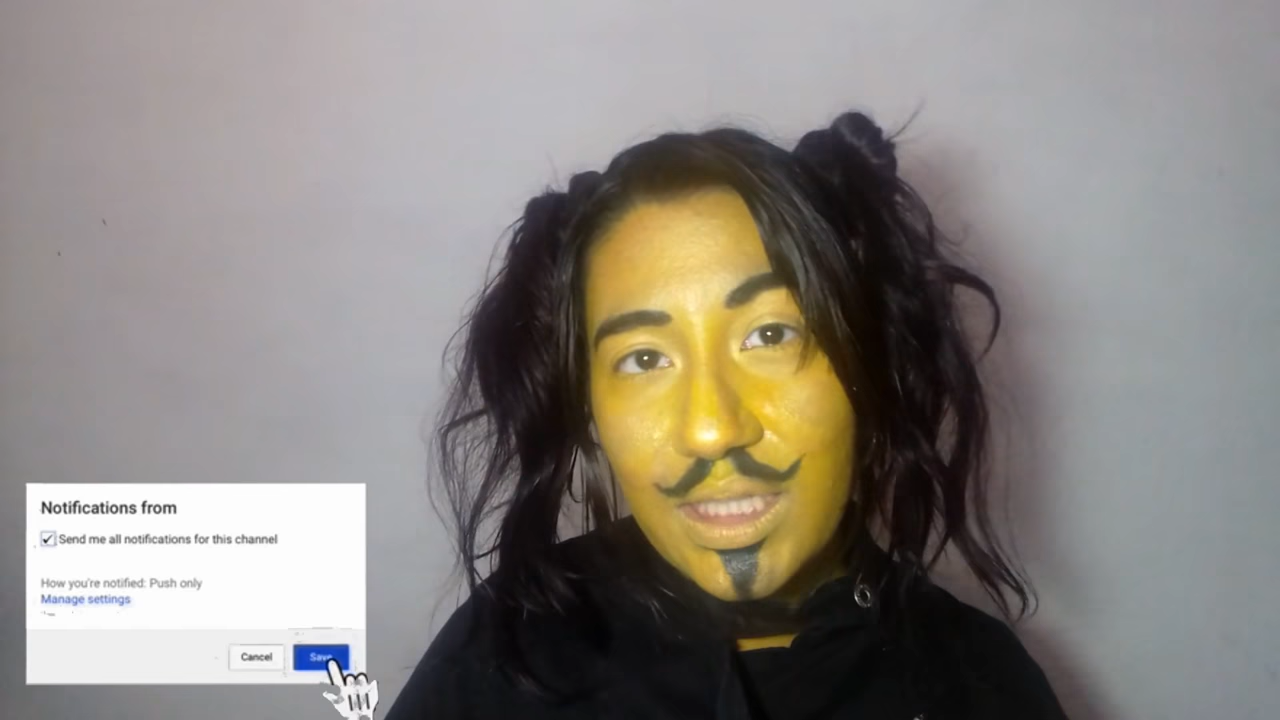 Notifications from
Send me all notifications for this channel
How you're notified: Push only
Manage settings
Cancel
Save